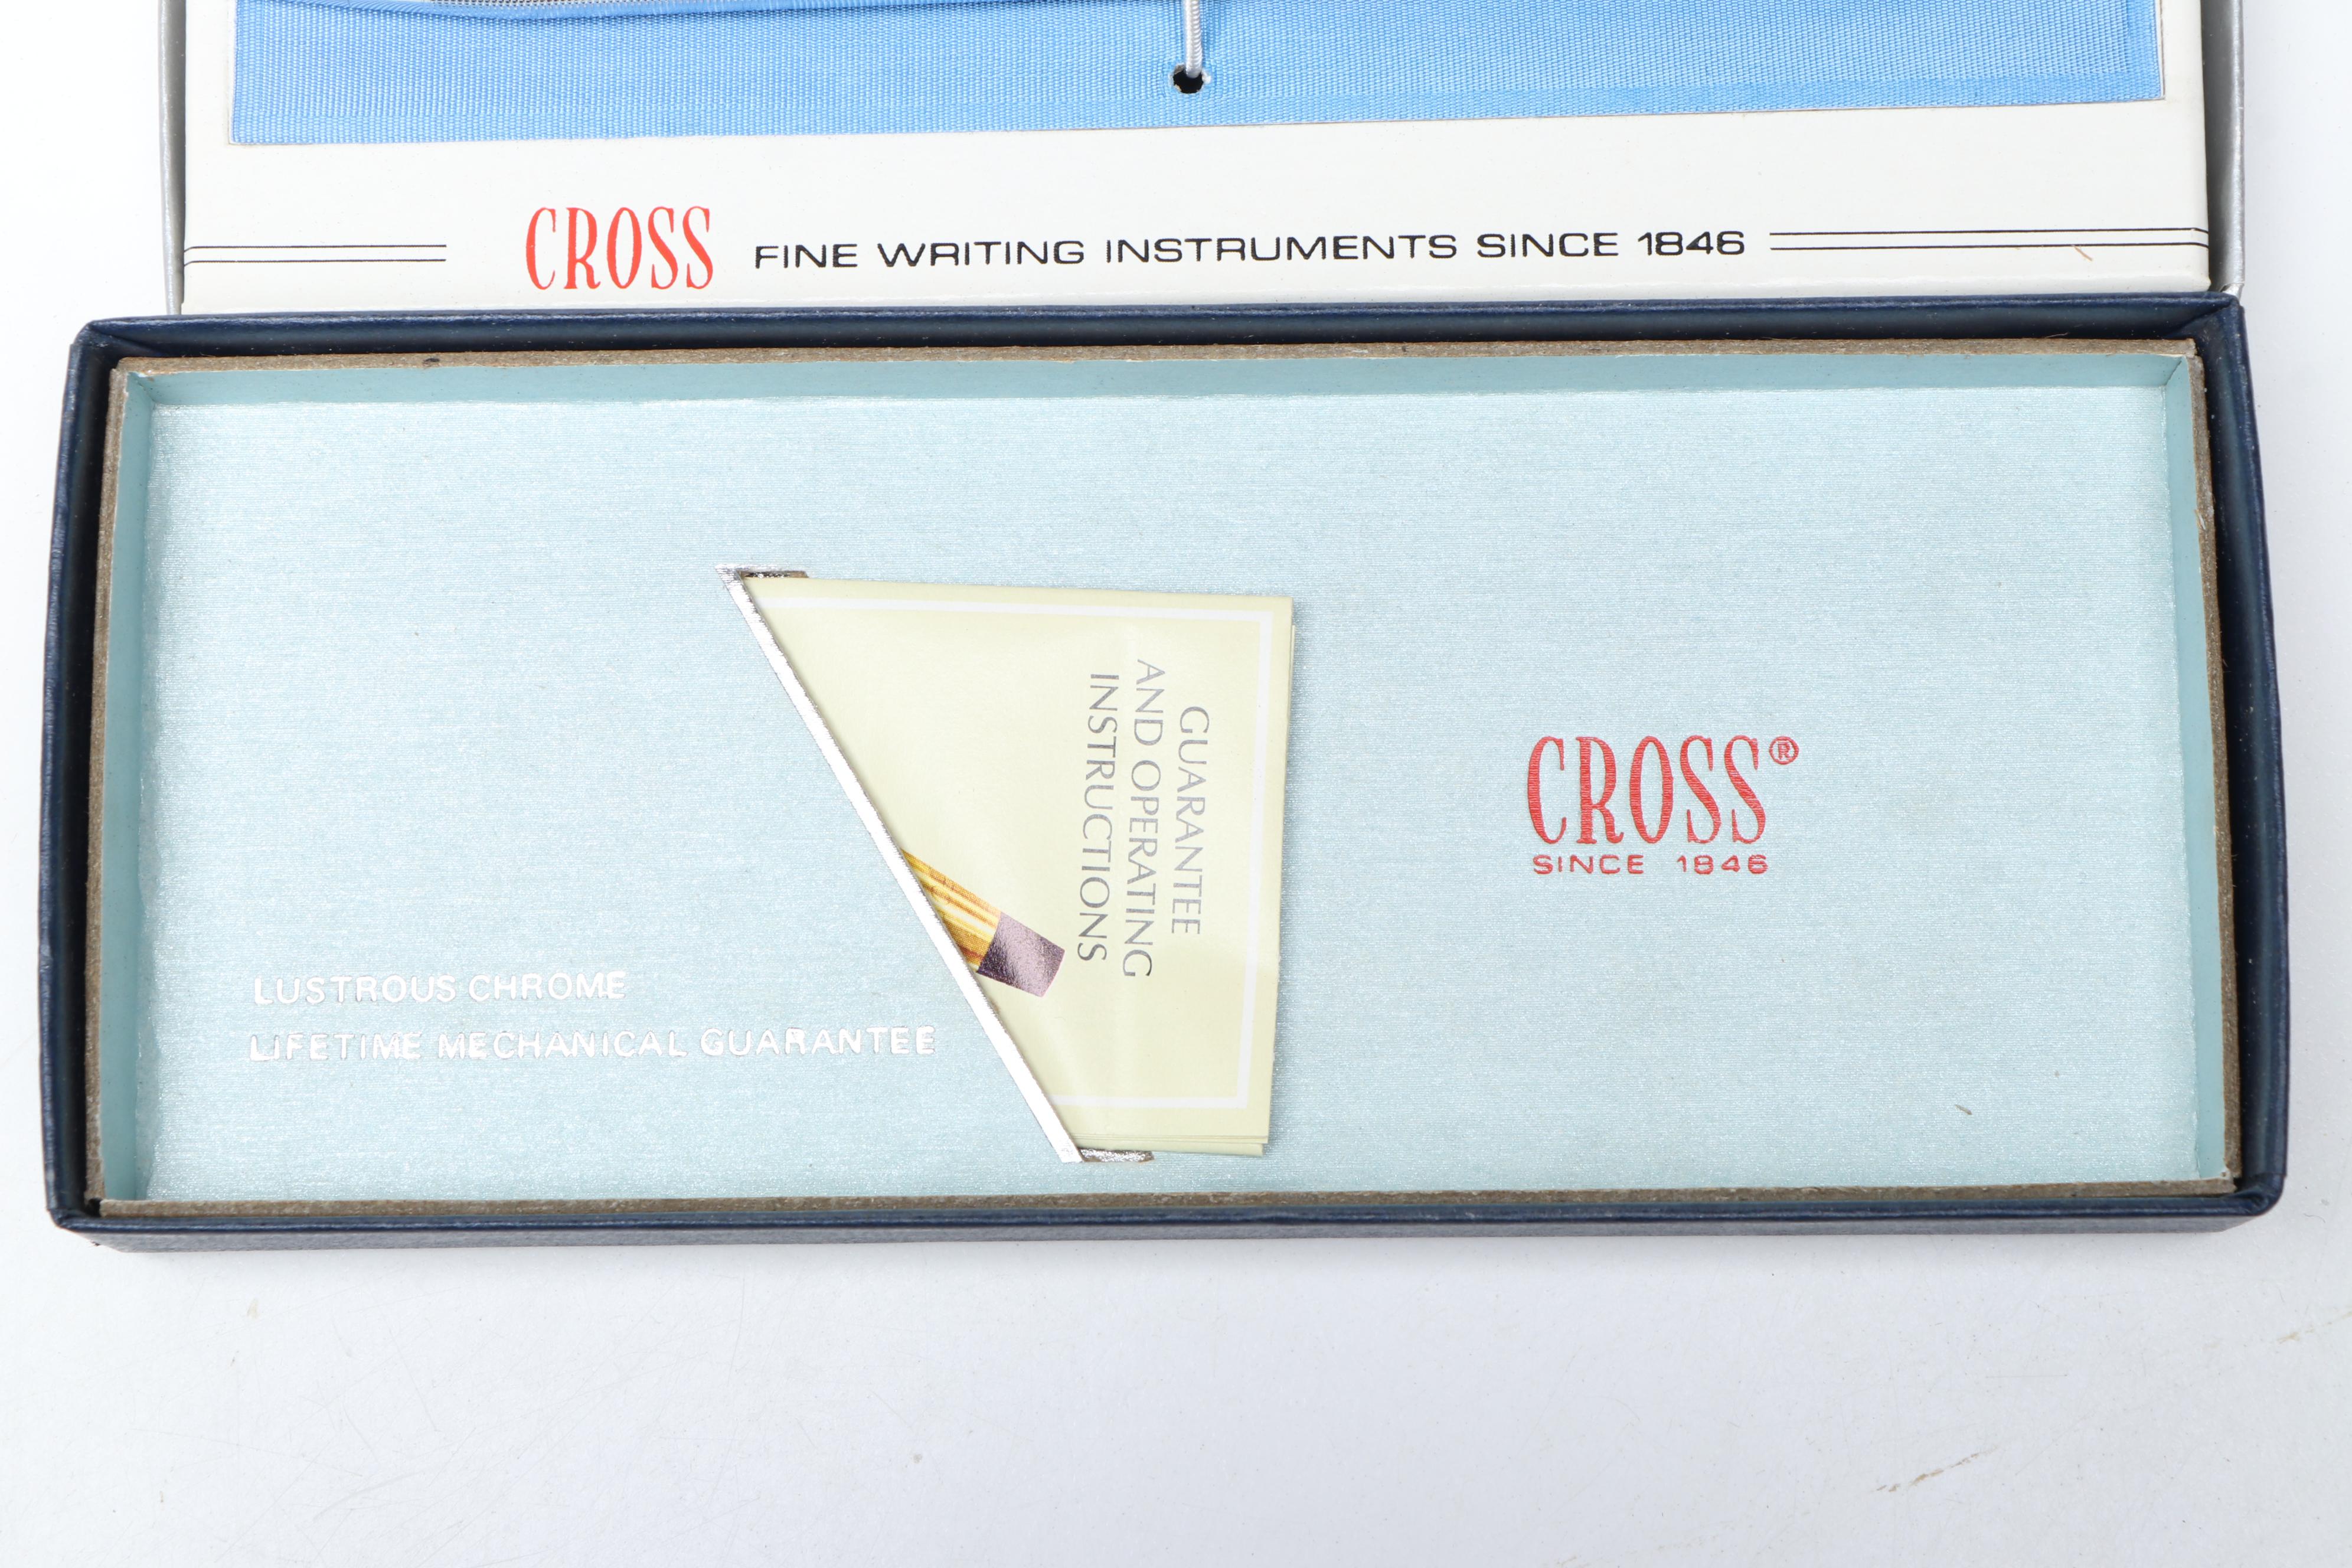 CROSS FINE WRITING INSTRUMENTS SINCE 1846
GUARANTEE
AND OPERATING
INSTRUCTIONS
CROSS®
SINCE 1846
LUSTROUS CHROME
LIFETIME MECHANICAL GUARANTEE